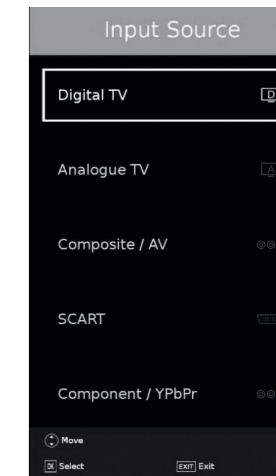 Input Source
Digital TV
D
Analogue TV
A
Composite / AV
SCART
Component / YPbPr
Move
OK Select EXIT Exit